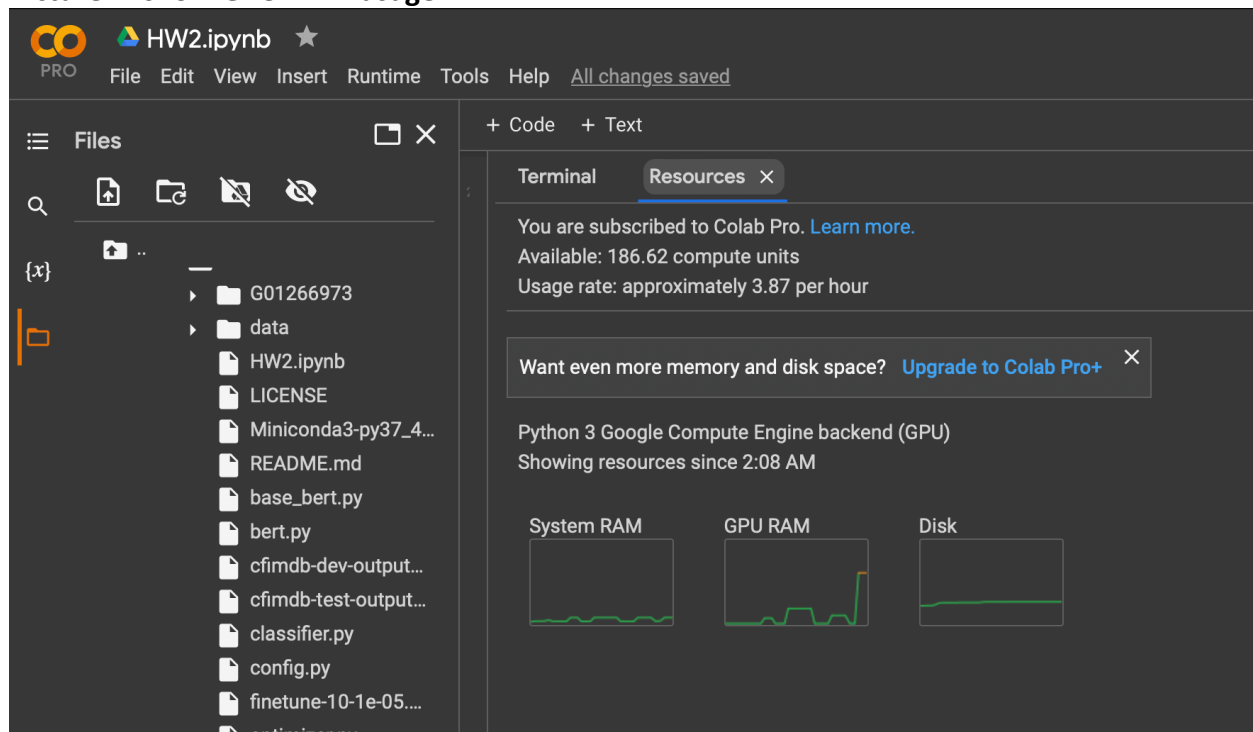 HW2.ipynb
PRO
File Edit View Insert Runtime Tools Help All changes saved
Files
+ Code + Text
Terminal Resources
You are subscribed to Colab Pro. Learn more.
Available: 186.62 compute units
Usage rate: approximately 3.87 per hour
..
{x}
G01266973
data
HW2.ipynb
LICENSE
Miniconda3-py37_4...
README.md
base_bert.py
bert.py
cfimdb-dev-output...
cfimdb-test-output...
classifier.py
config.py
finetune-10-1e-05....
Want even more memory and disk space? Upgrade to Colab Pro+
Python 3 Google Compute Engine backend (GPU)
Showing resources since 2:08 AM
System RAM GPU RAM Disk